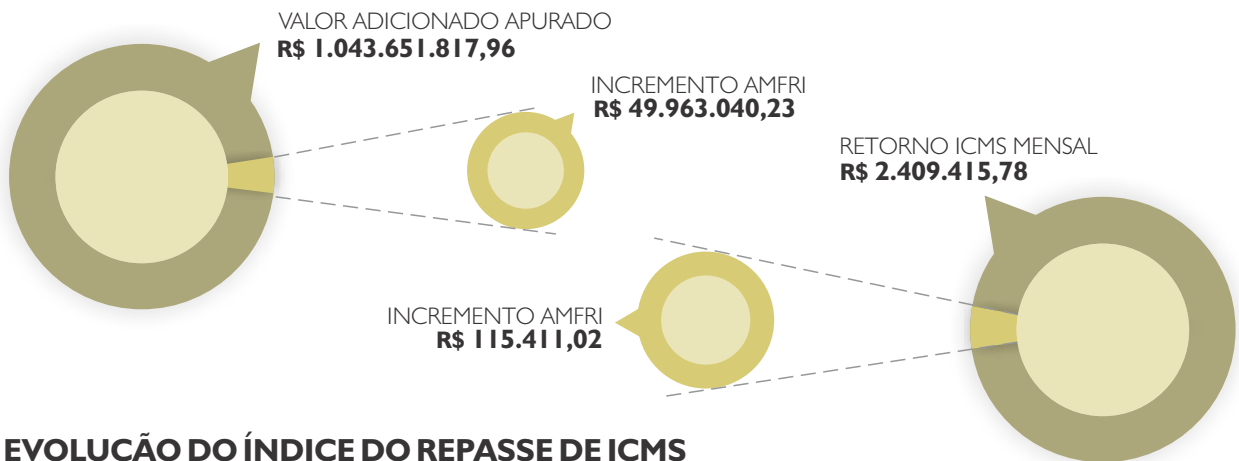 VALOR ADICIONADO APURADO
R$ 1.043.651.817,96
INCREMENTO AMFRI
R$ 49.963.040,23
RETORNO ICMS MENSAL
R$ 2.409.415,78
INCREMENTO AMFRI
R$ 115.411,02
EVOLUÇÃO DO ÍNDICE DO REPASSE DE ICMS